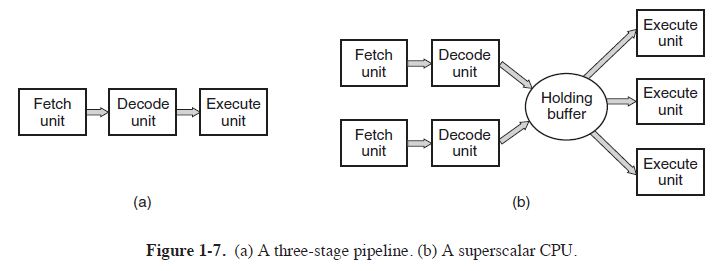 Fetch
unit
Decode
unit
Execute
unit
(a)
Fetch
unit
Decode
unit
Fetch
unit
Decode
unit
Holding
buffer
Execute
unit
Execute
unit
Execute
unit
(b)
Figure 1-7. (a) A three-stage pipeline. (b) A superscalar CPU.